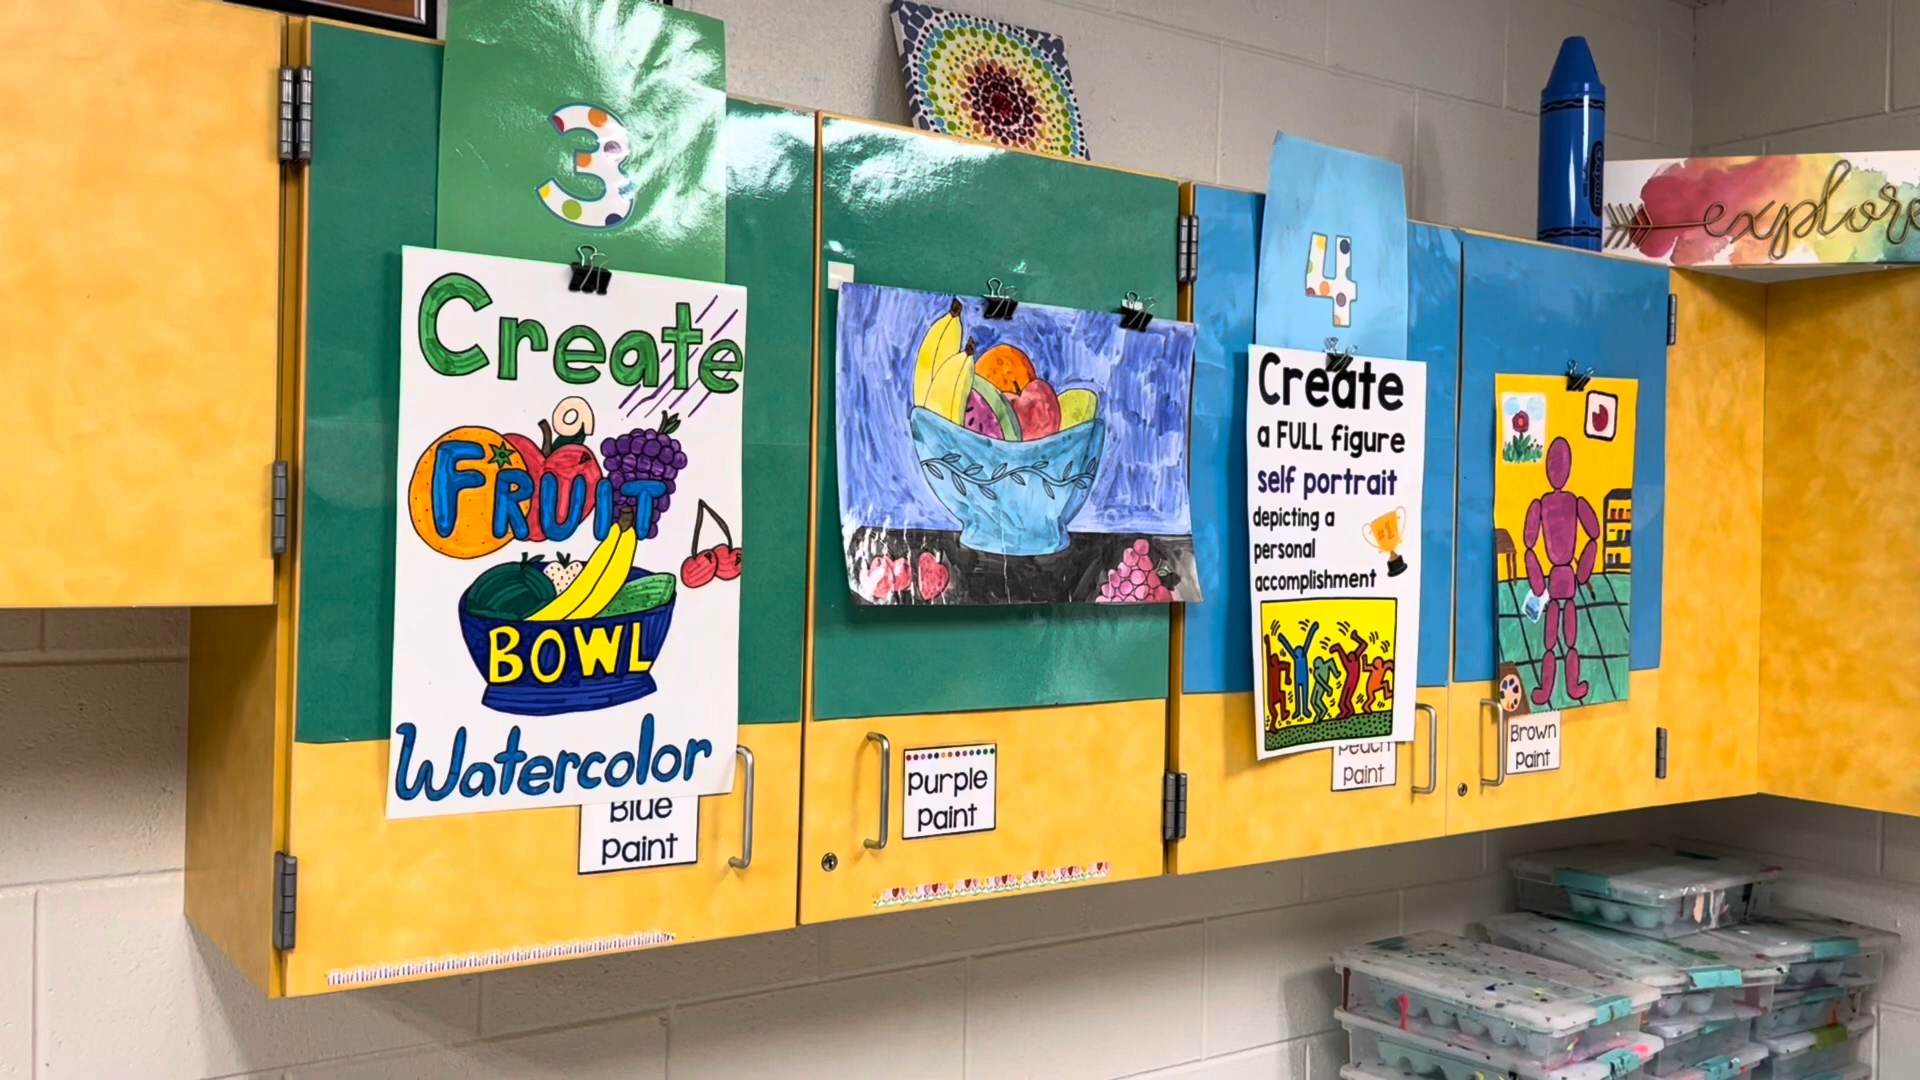 3
Create
a
FRUIT
BOWL
Watercolor
Blue
Paint
Purple
Paint
4
Create
a FULL figure
self portrait
depicting a
personal
accomplishment
#1
Peach
Paint
Brown
Paint
explore